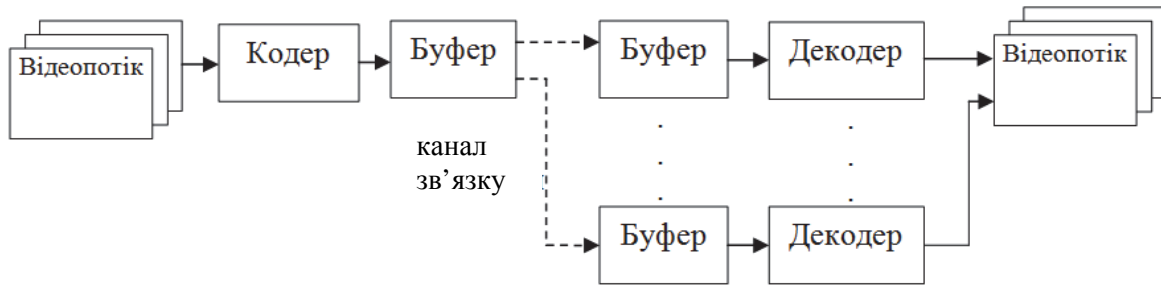 Відеопотік
Кодер
Буфер
Буфер
Декодер
Відеопотік
канал
зв’язку
Буфер
Декодер